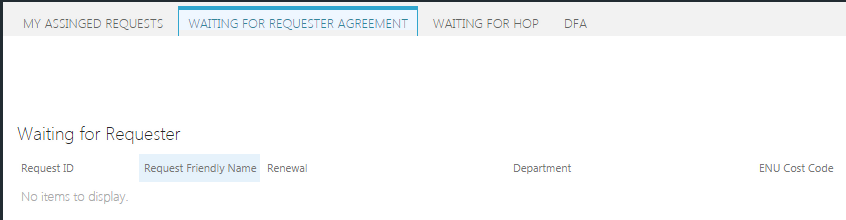 MY ASSINGED REQUESTS WAITING FOR REQUESTER AGREEMENT WAITING FOR HOP DFA
Waiting for Requester
Request ID Request Friendly Name Renewal Department ENU Cost Code
No items to display.